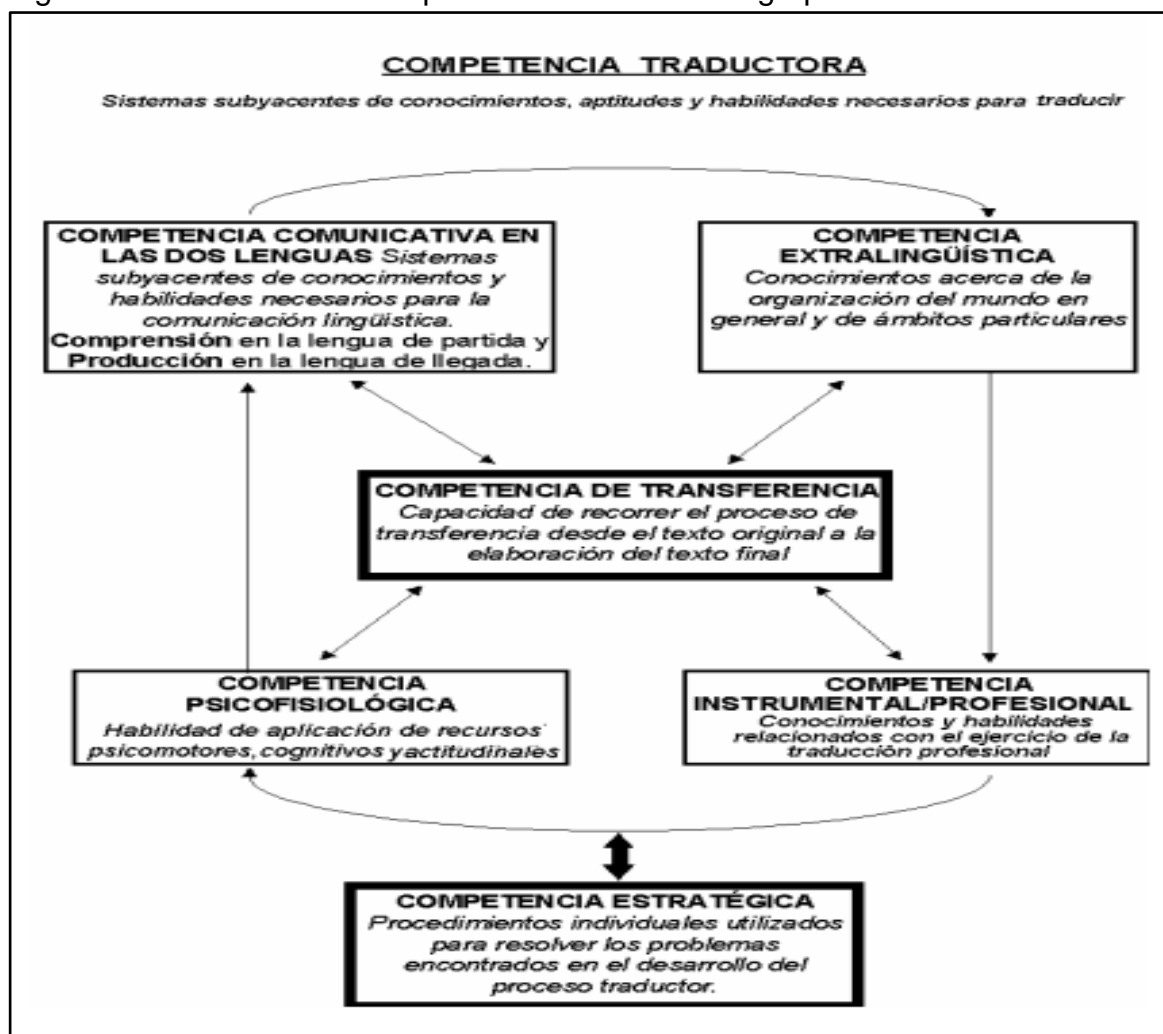 COMPETENCIA TRADUCTORA
Sistemas subyacentes de conocimientos, aptitudes y habilidades necesarios para traducir
COMPETENCIA COMUNICATIVA EN
LAS DOS LENGUAS Sistemas
subyacentes de conocimientos y
habilidades necesarios para la
comunicación lingüística.
Comprensión en la lengua de partida y
Producción en la lengua de llegada.
COMPETENCIA
EXTRALINGÜÍSTICA
Conocimientos acerca de la
organización del mundo en
general y de ámbitos particulares
COMPETENCIA DE TRANSFERENCIA
Capacidad de recorrer el proceso de
transferencia desde el texto original a la
elaboración del texto final
COMPETENCIA
PSICOFISIOLÓGICA
Habilidad de aplicación de recursos
psicomotores, cognitivos yactitudinales
COMPETENCIA
INSTRUMENTAL/PROFESIONAL
Conocimientos y habilidades
relacionados con el ejercicio de la
traducción profesional
COMPETENCIA ESTRATÉGICA
Procedimientos individuales utilizados
para resolver los problemas
encontrados en el desarrollo del
proceso traductor.